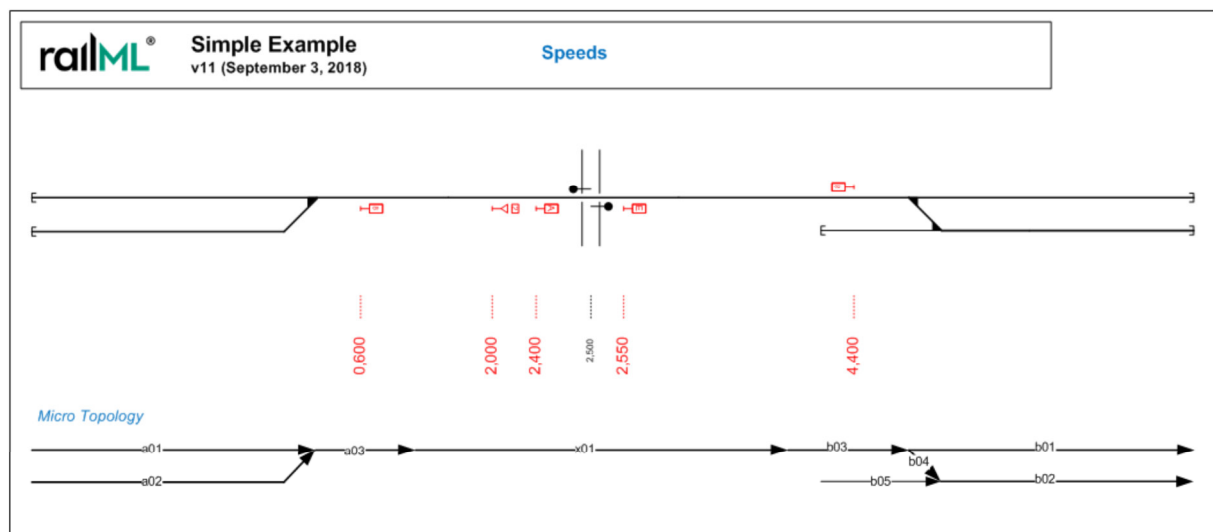 railML®
Simple Example
v11 (September 3, 2018)
Speeds
A
E
0,600
2,000
2,400
2,500
2,550
4,400
Micro Topology
a01
a03
x01
b03
b01
b04
a02
b05
b02